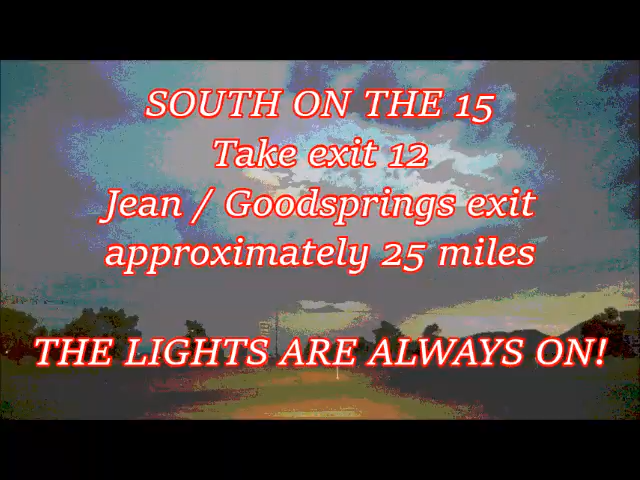 SOUTH ON THE 15
Take exit 12
Jean / Goodsprings exit
approximately 25 miles
THE LIGHTS ARE ALWAYS ON!